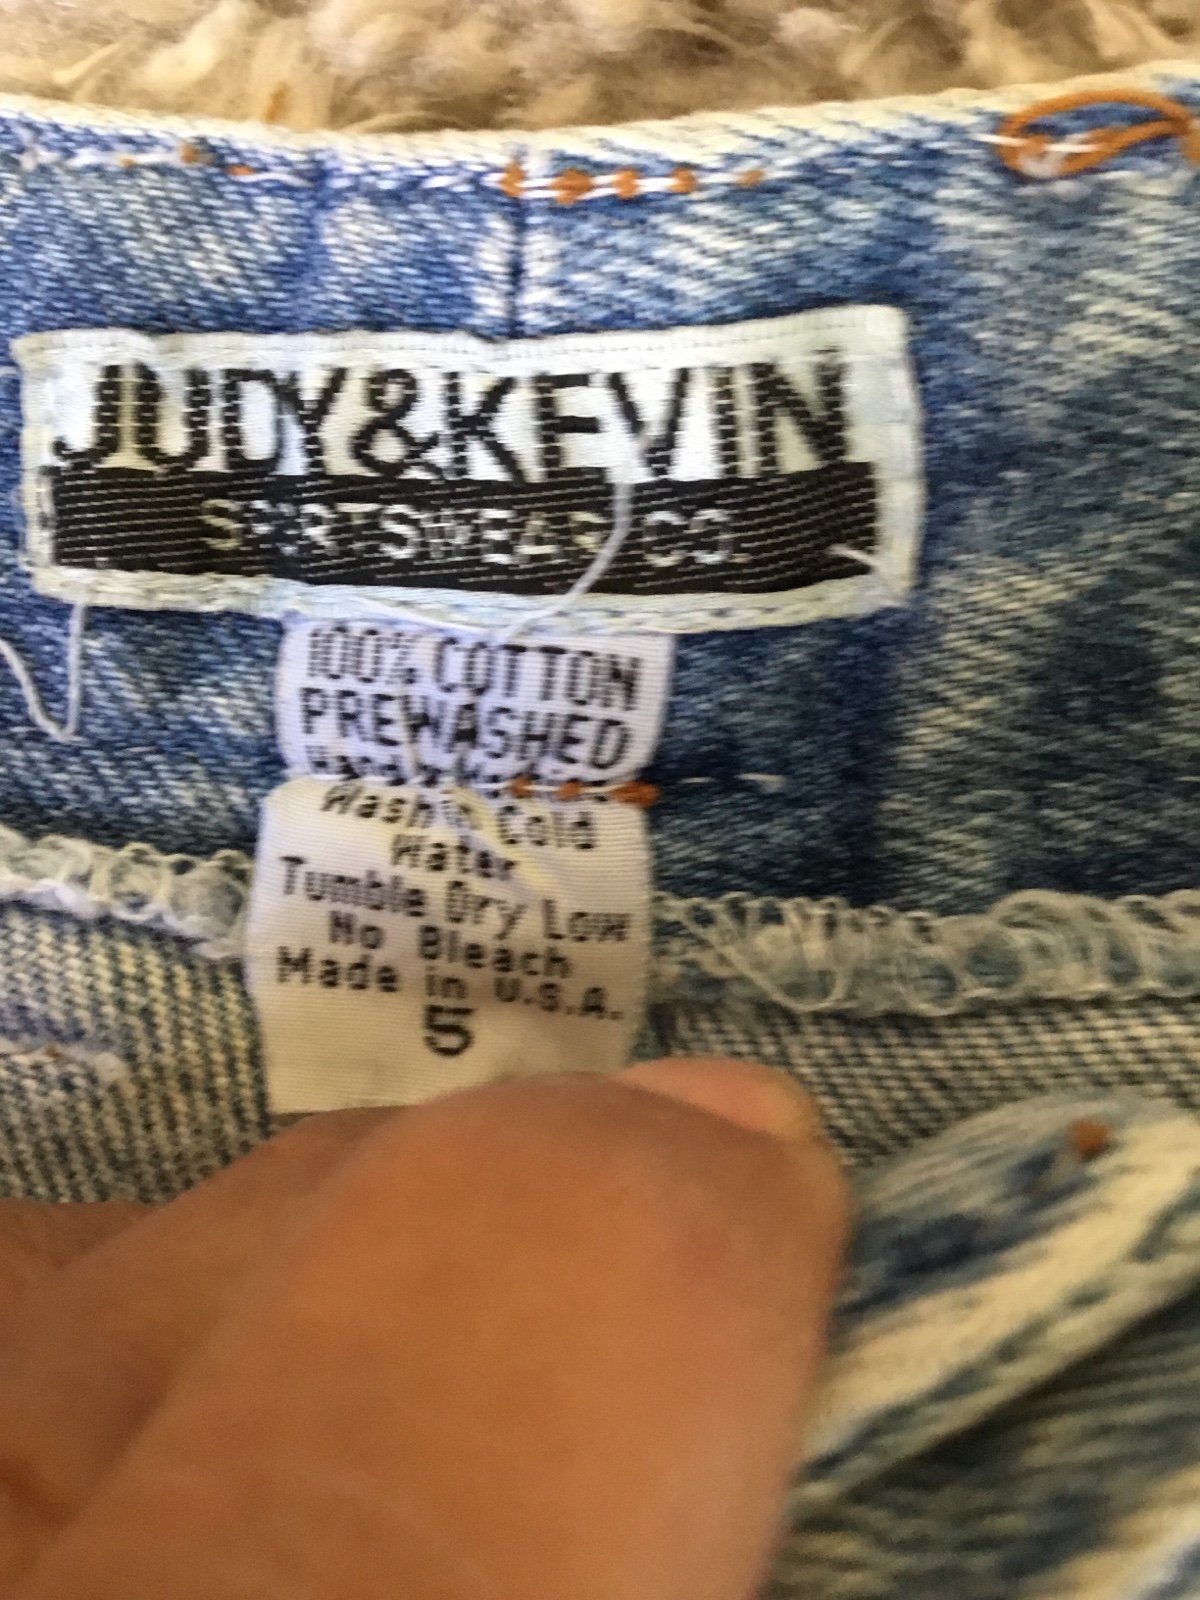 JUDY&KEVIN
SPORTSWEAR CO.
100% COTTON
PREWASHED
Wash in Cold
Water
Tumble Dry Low
No Bleach
Made in U.S.A.
5